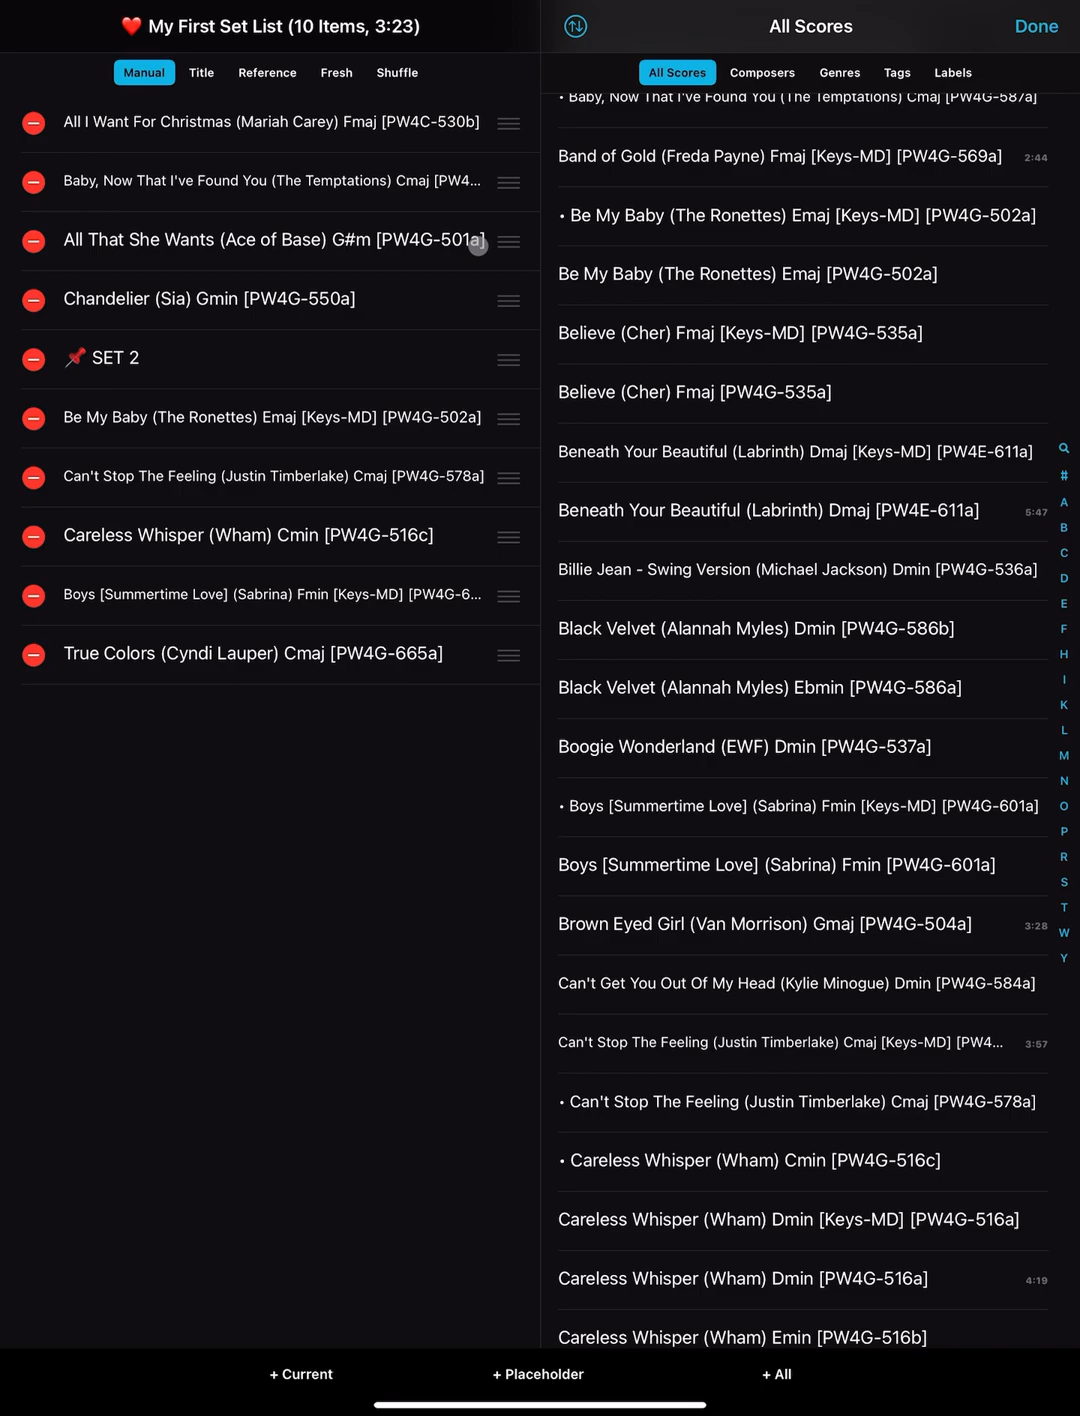 ❤️ My First Set List (10 Items, 3:23)
Manual
Title
Reference
Fresh
Shuffle
All I Want For Christmas (Mariah Carey) Fmaj [PW4C-530b]
Baby, Now That I've Found You (The Temptations) Cmaj [PW4...
All That She Wants (Ace of Base) G#m [PW4G-501a]
Chandelier (Sia) Gmin [PW4G-550a]
📌 SET 2
Be My Baby (The Ronettes) Emaj [Keys-MD] [PW4G-502a]
Can't Stop The Feeling (Justin Timberlake) Cmaj [PW4G-578a]
Careless Whisper (Wham) Cmin [PW4G-516c]
Boys [Summertime Love] (Sabrina) Fmin [Keys-MD] [PW4G-6...
True Colors (Cyndi Lauper) Cmaj [PW4G-665a]
All Scores
Done
All Scores
Composers
Genres
Tags
Labels
• Baby, Now That I've Found You (The Temptations) Cmaj [PW4G-587a]
Band of Gold (Freda Payne) Fmaj [Keys-MD] [PW4G-569a] 2:44
• Be My Baby (The Ronettes) Emaj [Keys-MD] [PW4G-502a]
Be My Baby (The Ronettes) Emaj [PW4G-502a]
Believe (Cher) Fmaj [Keys-MD] [PW4G-535a]
Believe (Cher) Fmaj [PW4G-535a]
Beneath Your Beautiful (Labrinth) Dmaj [Keys-MD] [PW4E-611a]
Beneath Your Beautiful (Labrinth) Dmaj [PW4E-611a] 5:47
Billie Jean - Swing Version (Michael Jackson) Dmin [PW4G-536a]
Black Velvet (Alannah Myles) Dmin [PW4G-586b]
Black Velvet (Alannah Myles) Ebmin [PW4G-586a]
Boogie Wonderland (EWF) Dmin [PW4G-537a]
• Boys [Summertime Love] (Sabrina) Fmin [Keys-MD] [PW4G-601a]
Boys [Summertime Love] (Sabrina) Fmin [PW4G-601a]
Brown Eyed Girl (Van Morrison) Gmaj [PW4G-504a] 3:28
Can't Get You Out Of My Head (Kylie Minogue) Dmin [PW4G-584a]
Can't Stop The Feeling (Justin Timberlake) Cmaj [Keys-MD] [PW4... 3:57
• Can't Stop The Feeling (Justin Timberlake) Cmaj [PW4G-578a]
• Careless Whisper (Wham) Cmin [PW4G-516c]
Careless Whisper (Wham) Dmin [Keys-MD] [PW4G-516a]
Careless Whisper (Wham) Dmin [PW4G-516a] 4:19
Careless Whisper (Wham) Emin [PW4G-516b]
#
A
B
C
D
E
F
H
I
K
L
M
N
O
P
R
S
T
W
Y
+ Current
+ Placeholder
+ All